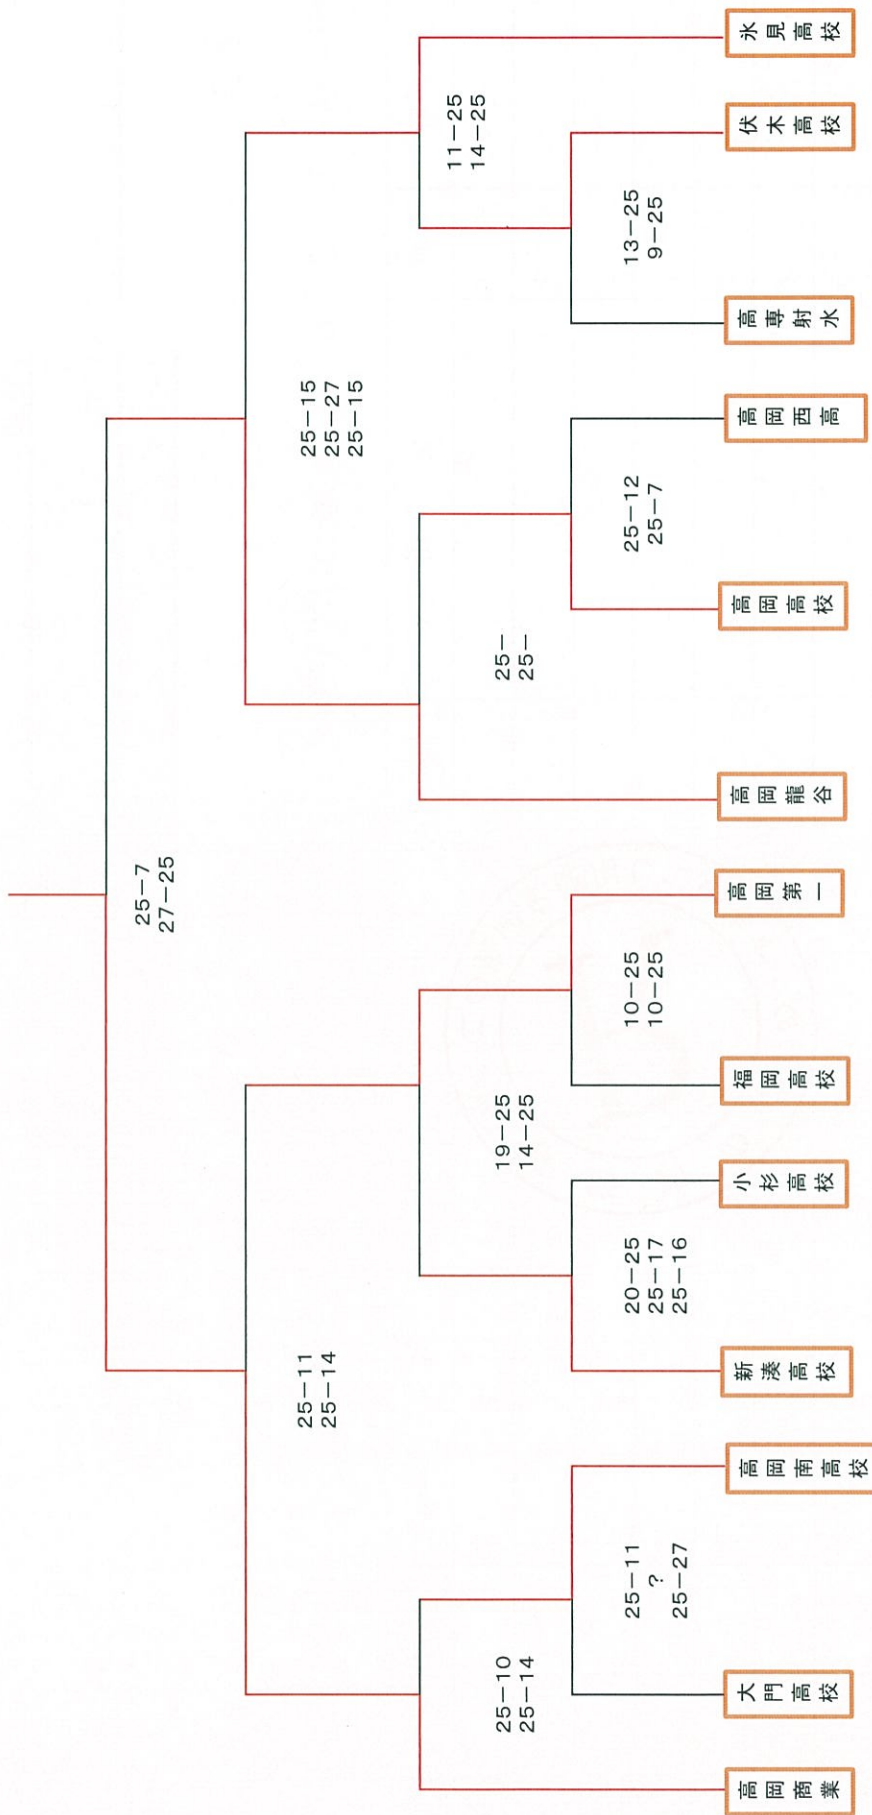 25-7
27-25
25-11
25-14
25-15
25-27
25-15
25-10
25-14
19-25
14-25
25-
25-
11-25
14-25
25-11
?
25-27
20-25
25-17
25-16
10-25
10-25
25-12
25-7
13-25
9-25
高岡商業
大門高校
高岡南高校
新湊高校
小杉高校
福岡高校
高岡第一
高岡龍谷
高岡高校
高岡西高
高専射水
伏木高校
氷見高校